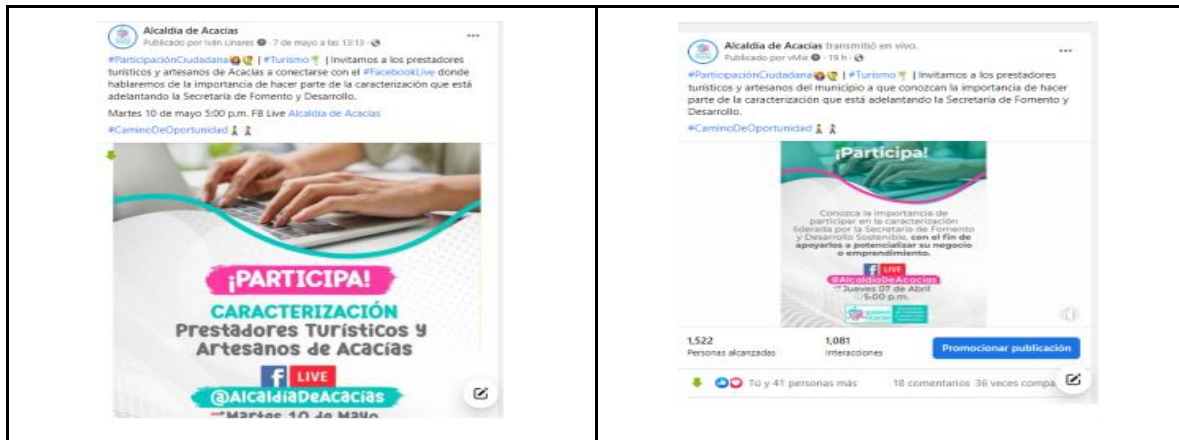 Alcaldía de Acacías
Publicado por Iván Linares · 7 de mayo a las 13:13 ·
#ParticipaciónCiudadana | #Turismo | Invitamos a los prestadores
turísticos y artesanos de Acacías a conectarse con el #FacebookLive donde
hablaremos de la importancia de hacer parte de la caracterización que está
adelantando la Secretaría de Fomento y Desarrollo.
Martes 10 de mayo 5:00 p.m. FB Live Alcaldía de Acacías
#CaminoDeOportunidad
¡PARTICIPA!
CARACTERIZACIÓN
Prestadores Turísticos y
Artesanos de Acacías
LIVE
@AlcaldíaDeAcacías
Martes 10 de Mayo
Alcaldía de Acacías transmitió en vivo.
Publicado por vMix · 19 h ·
#ParticipaciónCiudadana | #Turismo | Invitamos a los prestadores
turísticos y artesanos del municipio a que conozcan la importancia de hacer
parte de la caracterización que está adelantando la Secretaría de Fomento y
Desarrollo.
#CaminoDeOportunidad
¡Participa!
Conozca la importancia de
participar en la caracterización
liderada por la Secretaría de Fomento
y Desarrollo Sostenible, con el fin de
apoyarlos a potencializar su negocio
o emprendimiento.
LIVE
@AlcaldíaDeAcacías
Jueves 07 de Abril
5:00 p.m.
1,522
Personas alcanzadas
1,081
Interacciones
Promocionar publicación
Tú y 41 personas más
18 comentarios 36 veces compa